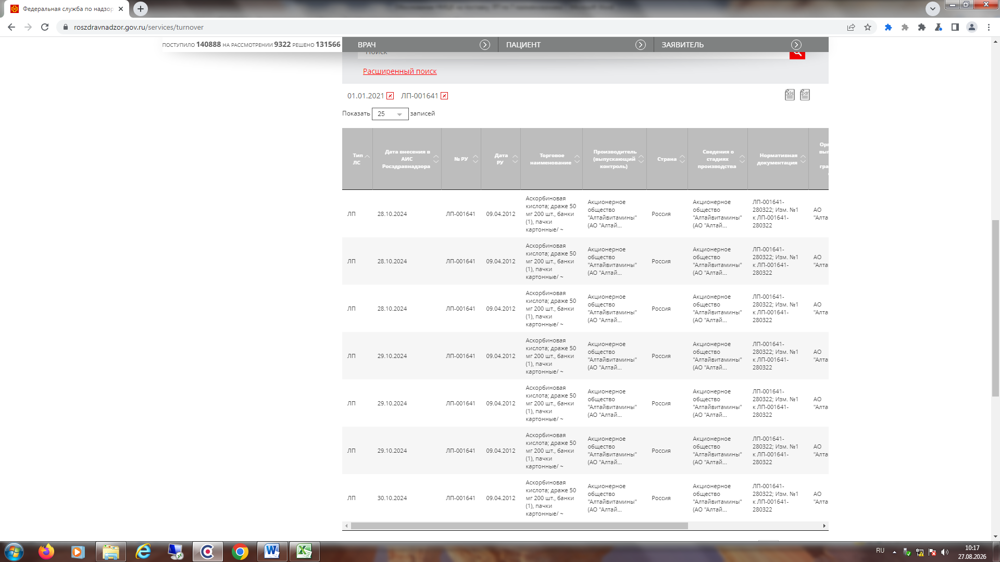 Федеральная служба по надзор
roszdravnadzor.gov.ru/services/turnover
ПОСТУПИЛО 140888 НА РАССМОТРЕНИИ 9322 РЕШЕНО 131566
ВРАЧ
ПАЦИЕНТ
ЗАЯВИТЕЛЬ
Поиск
Расширенный поиск
01.01.2021 ЛП-001641
xls pdf
Показать 25 записей
Тип
ЛС
Дата внесения в
АИС
Росздравнадзора
№ РУ
Дата
РУ
Торговое
наименование
Производитель
(выпускающий
контроль)
Страна
Сведения о
стадиях
производства
Нормативная
документация
ЛП
28.10.2024
ЛП-001641
09.04.2012
Аскорбиновая
кислота; драже 50
мг 200 шт., банки
(1), пачки
картонные/ ~
Акционерное
общество
"Алтайвитамины"
(АО "Алтай...
Россия
Акционерное
общество
"Алтайвитамины"
(АО "Алтай...
ЛП-001641-
280322; Изм. №1
к ЛП-001641-
280322
АО
"Алта
ЛП
28.10.2024
ЛП-001641
09.04.2012
Аскорбиновая
кислота; драже 50
мг 200 шт., банки
(1), пачки
картонные/ ~
Акционерное
общество
"Алтайвитамины"
(АО "Алтай...
Россия
Акционерное
общество
"Алтайвитамины"
(АО "Алтай...
ЛП-001641-
280322; Изм. №1
к ЛП-001641-
280322
АО
"Алта
ЛП
28.10.2024
ЛП-001641
09.04.2012
Аскорбиновая
кислота; драже 50
мг 200 шт., банки
(1), пачки
картонные/ ~
Акционерное
общество
"Алтайвитамины"
(АО "Алтай...
Россия
Акционерное
общество
"Алтайвитамины"
(АО "Алтай...
ЛП-001641-
280322; Изм. №1
к ЛП-001641-
280322
АО
"Алта
ЛП
29.10.2024
ЛП-001641
09.04.2012
Аскорбиновая
кислота; драже 50
мг 200 шт., банки
(1), пачки
картонные/ ~
Акционерное
общество
"Алтайвитамины"
(АО "Алтай...
Россия
Акционерное
общество
"Алтайвитамины"
(АО "Алтай...
ЛП-001641-
280322; Изм. №1
к ЛП-001641-
280322
АО
"Алта
ЛП
29.10.2024
ЛП-001641
09.04.2012
Аскорбиновая
кислота; драже 50
мг 200 шт., банки
(1), пачки
картонные/ ~
Акционерное
общество
"Алтайвитамины"
(АО "Алтай...
Россия
Акционерное
общество
"Алтайвитамины"
(АО "Алтай...
ЛП-001641-
280322; Изм. №1
к ЛП-001641-
280322
АО
"Алта
ЛП
29.10.2024
ЛП-001641
09.04.2012
Аскорбиновая
кислота; драже 50
мг 200 шт., банки
(1), пачки
картонные/ ~
Акционерное
общество
"Алтайвитамины"
(АО "Алтай...
Россия
Акционерное
общество
"Алтайвитамины"
(АО "Алтай...
ЛП-001641-
280322; Изм. №1
к ЛП-001641-
280322
АО
"Алта
ЛП
30.10.2024
ЛП-001641
09.04.2012
Аскорбиновая
кислота; драже 50
мг 200 шт., банки
(1), пачки
картонные/ ~
Акционерное
общество
"Алтайвитамины"
(АО "Алтай...
Россия
Акционерное
общество
"Алтайвитамины"
(АО "Алтай...
ЛП-001641-
280322; Изм. №1
к ЛП-001641-
280322
АО
"Алта
RU
10:17
27.08.2026